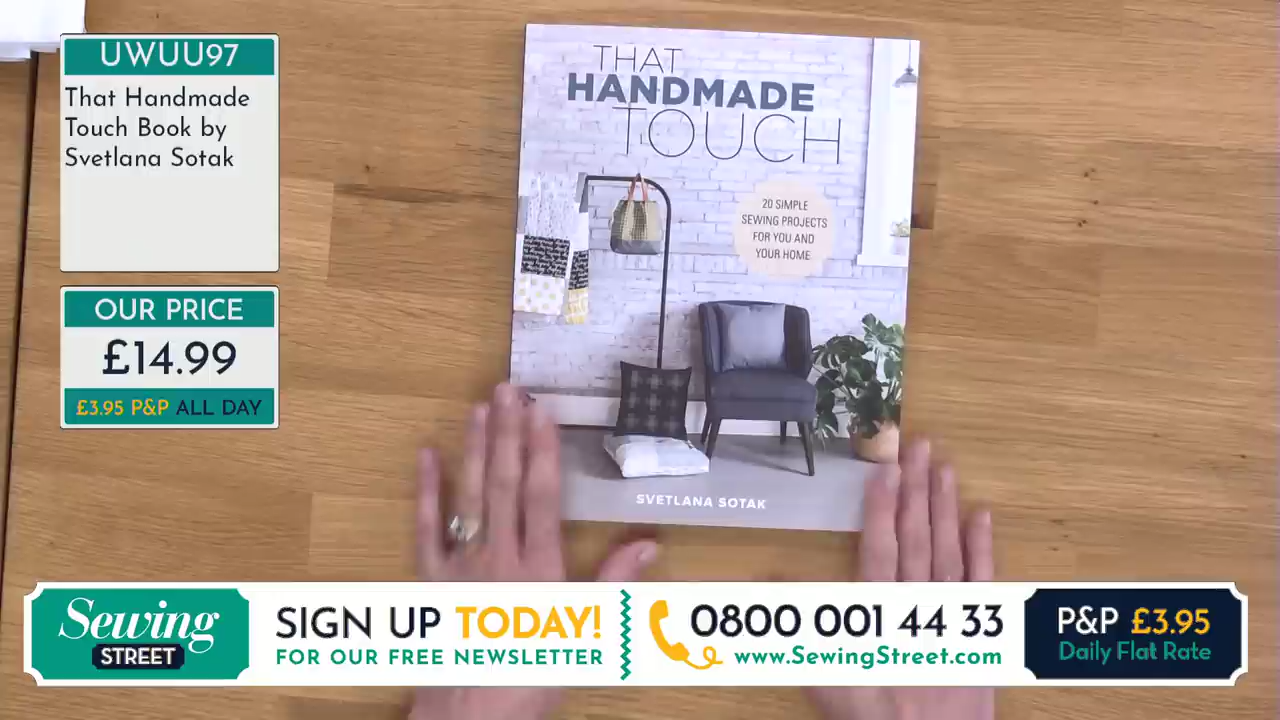 UWUU97
That Handmade
Touch Book by
Svetlana Sotak
OUR PRICE
£14.99
£3.95 P&P ALL DAY
THAT
HANDMADE
TOUCH
20 SIMPLE
SEWING PROJECTS
FOR YOU AND
YOUR HOME
SVETLANA SOTAK
Sewing
STREET
SIGN UP TODAY!
FOR OUR FREE NEWSLETTER
0800 001 44 33
www.SewingStreet.com
P&P £3.95
Daily Flat Rate